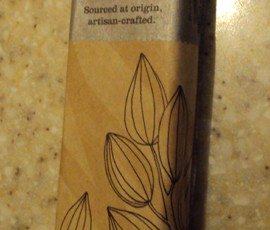 Sourced at origin,
artisan-crafted.